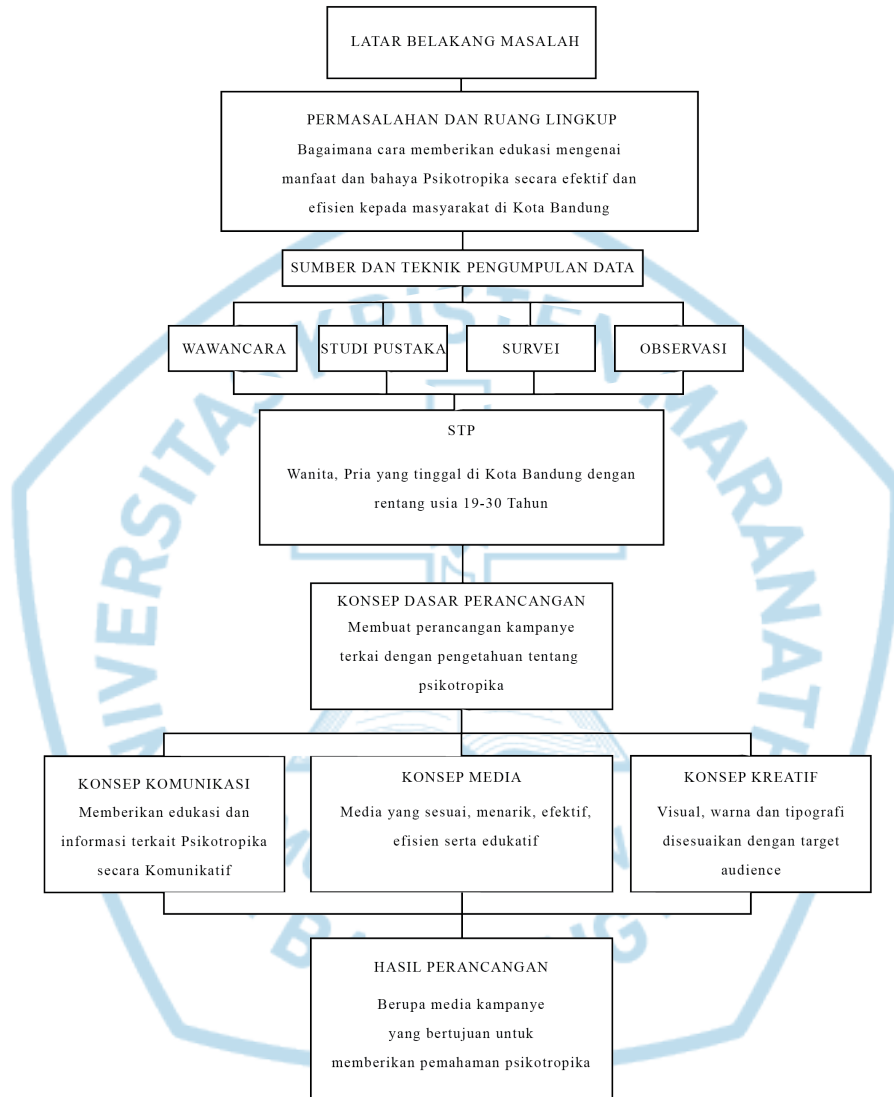 LATAR BELAKANG MASALAH
PERMASALAHAN DAN RUANG LINGKUP
Bagaimana cara memberikan edukasi mengenai
manfaat dan bahaya Psikotropika secara efektif dan
efisien kepada masyarakat di Kota Bandung
SUMBER DAN TEKNIK PENGUMPULAN DATA
WAWANCARA
STUDI PUSTAKA
SURVEI
OBSERVASI
STP
Wanita, Pria yang tinggal di Kota Bandung dengan
rentang usia 19-30 Tahun
KONSEP DASAR PERANCANGAN
Membuat perancangan kampanye
terkai dengan pengetahuan tentang
psikotropika
KONSEP KOMUNIKASI
Memberikan edukasi dan
informasi terkait Psikotropika
secara Komunikatif
KONSEP MEDIA
Media yang sesuai, menarik, efektif,
efisien serta edukatif
KONSEP KREATIF
Visual, warna dan tipografi
disesuaikan dengan target
audience
HASIL PERANCANGAN
Berupa media kampanye
yang bertujuan untuk
memberikan pemahaman psikotropika